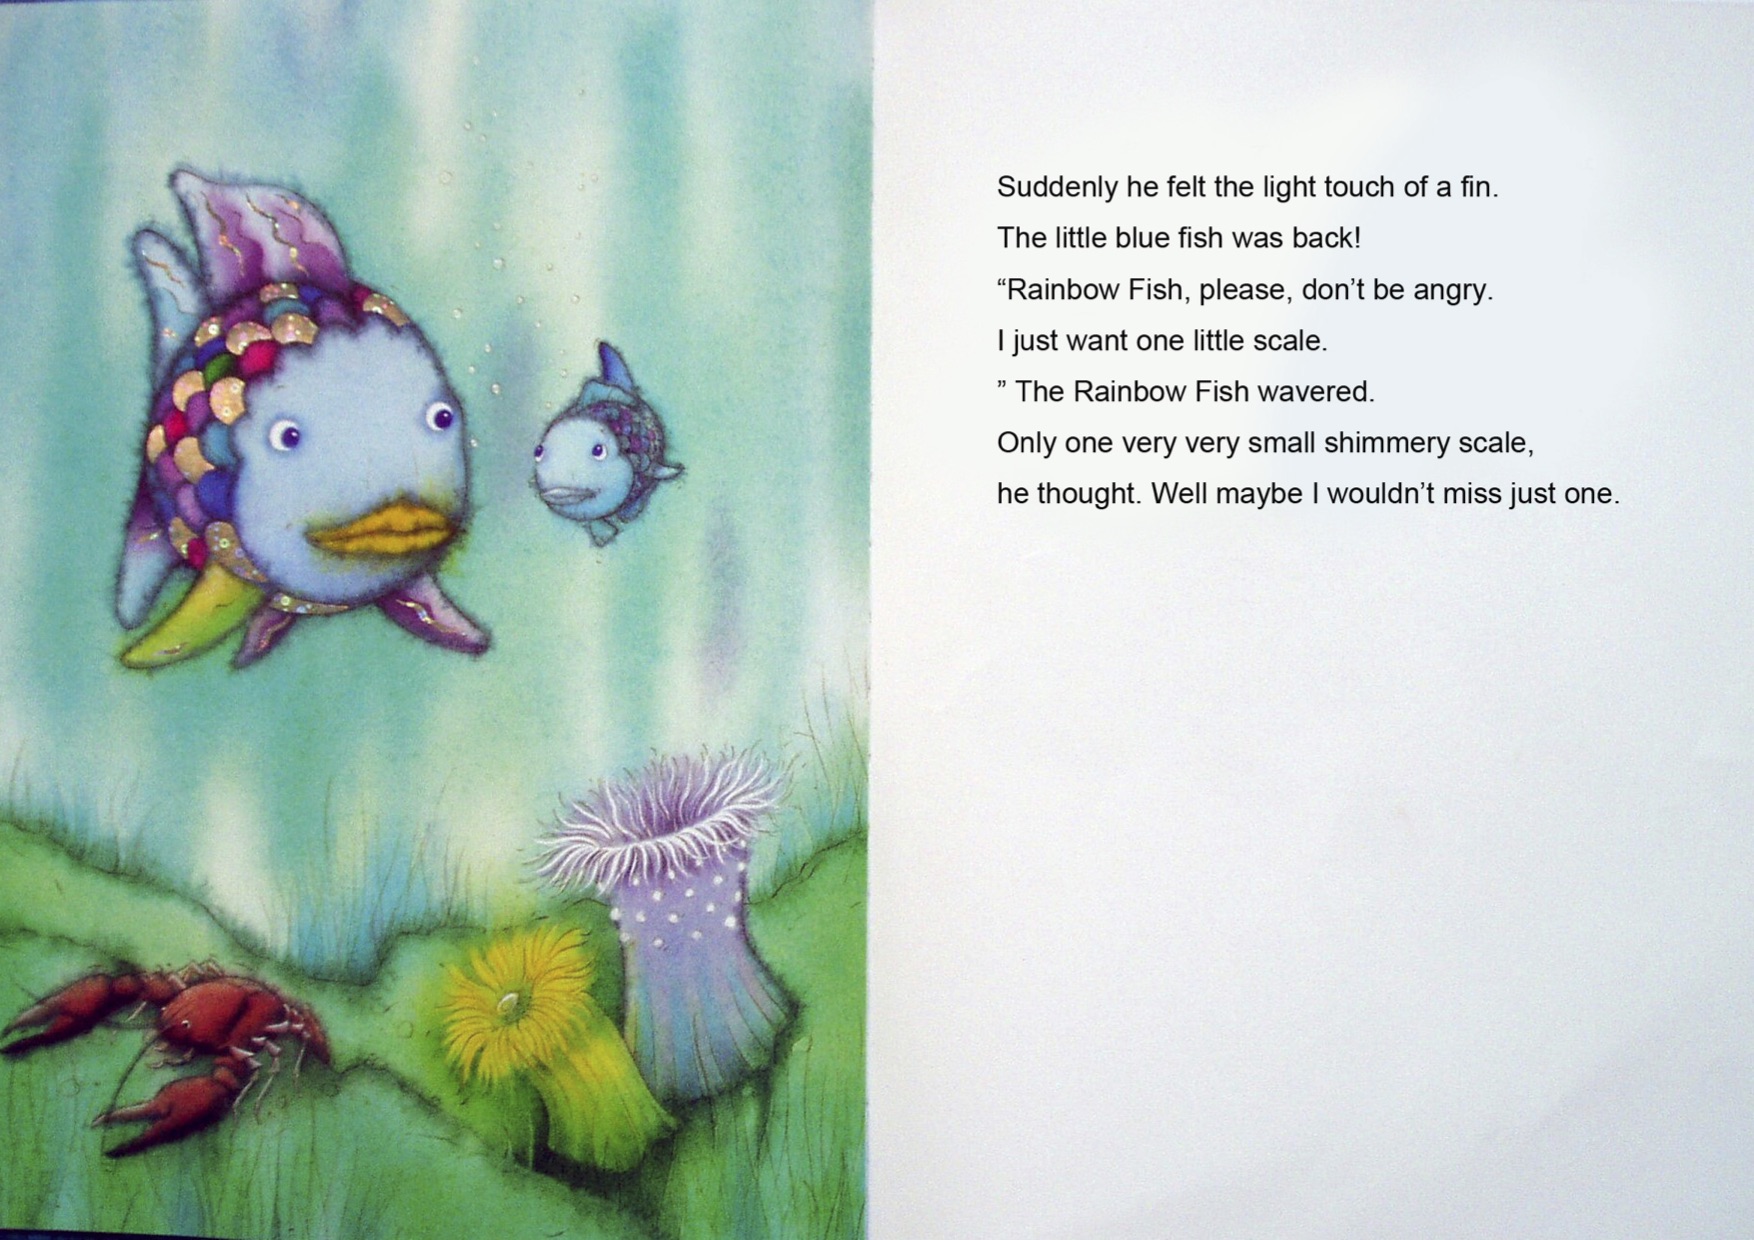 Suddenly he felt the light touch of a fin.
The little blue fish was back!
“Rainbow Fish, please, don’t be angry.
I just want one little scale.
” The Rainbow Fish wavered.
Only one very very small shimmery scale,
he thought. Well maybe I wouldn’t miss just one.